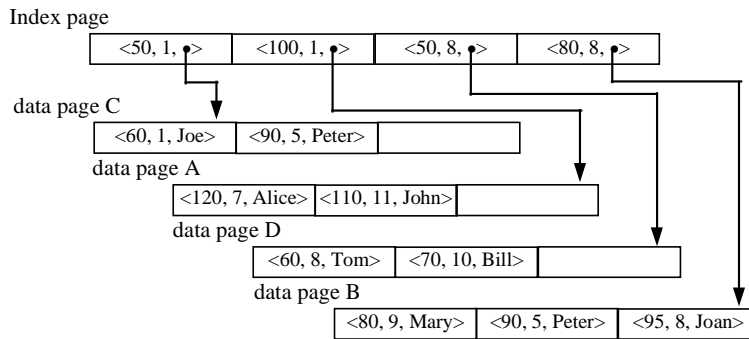 Index page
<50, 1, > <100, 1, > <50, 8, > <80, 8, >
data page C
<60, 1, Joe> <90, 5, Peter>
data page A
<120, 7, Alice> <110, 11, John>
data page D
<60, 8, Tom> <70, 10, Bill>
data page B
<80, 9, Mary> <90, 5, Peter> <95, 8, Joan>